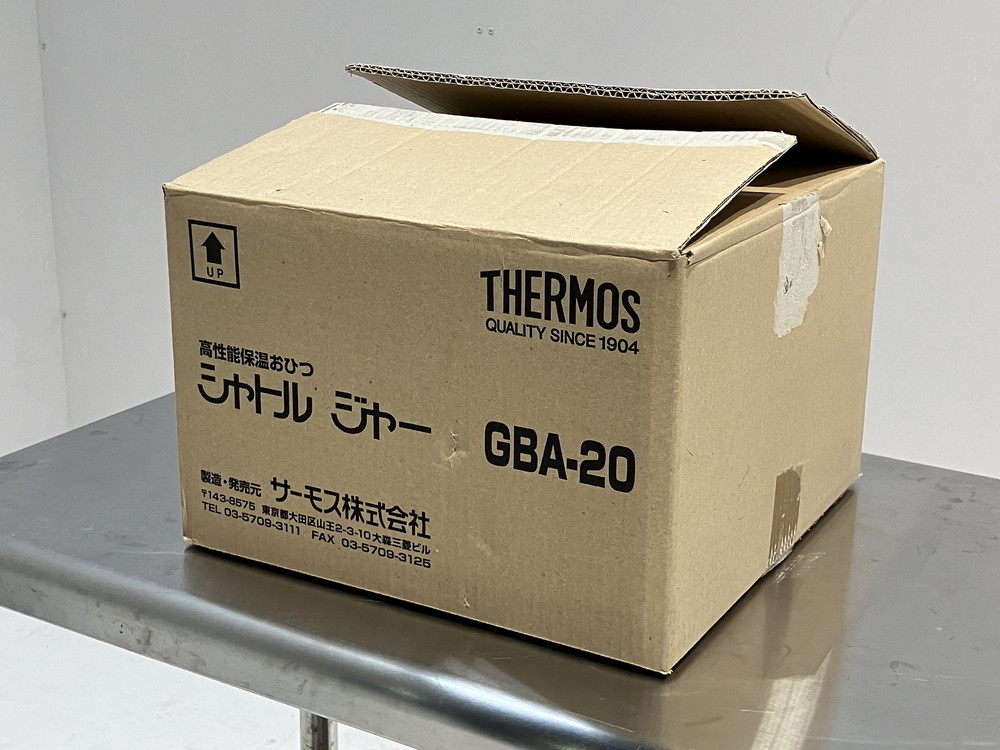 UP
THERMOS
QUALITY SINCE 1904
高性能保温おひつ
シャトル ジャー
GBA-20
製造・発売元 サーモス株式会社
〒143-8575 東京都大田区山王2-3-10大森三菱ビル
TEL 03-5709-3111 FAX 03-5709-3125